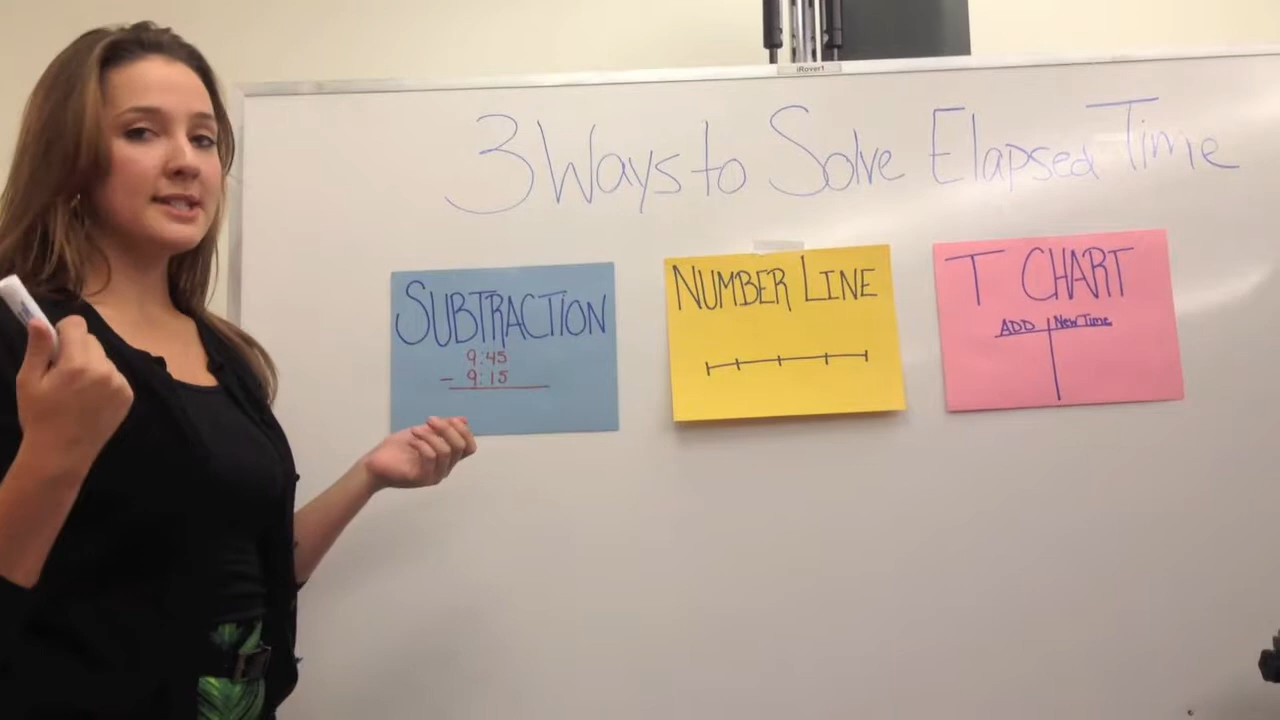 iRover1
3 Ways to Solve Elapsed Time
SUBTRACTION
9:45
- 9:15
NUMBER LINE
T CHART
ADD New Time